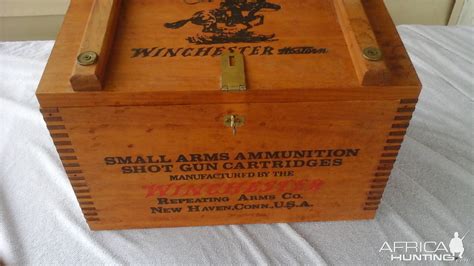 WINCHESTER Western
SMALL ARMS AMMUNITION
SHOT GUN CARTRIDGES
MANUFACTURED BY THE
WINCHESTER
REPEATING ARMS CO.
NEW HAVEN, CONN., U.S.A.
AFRICA
HUNTING